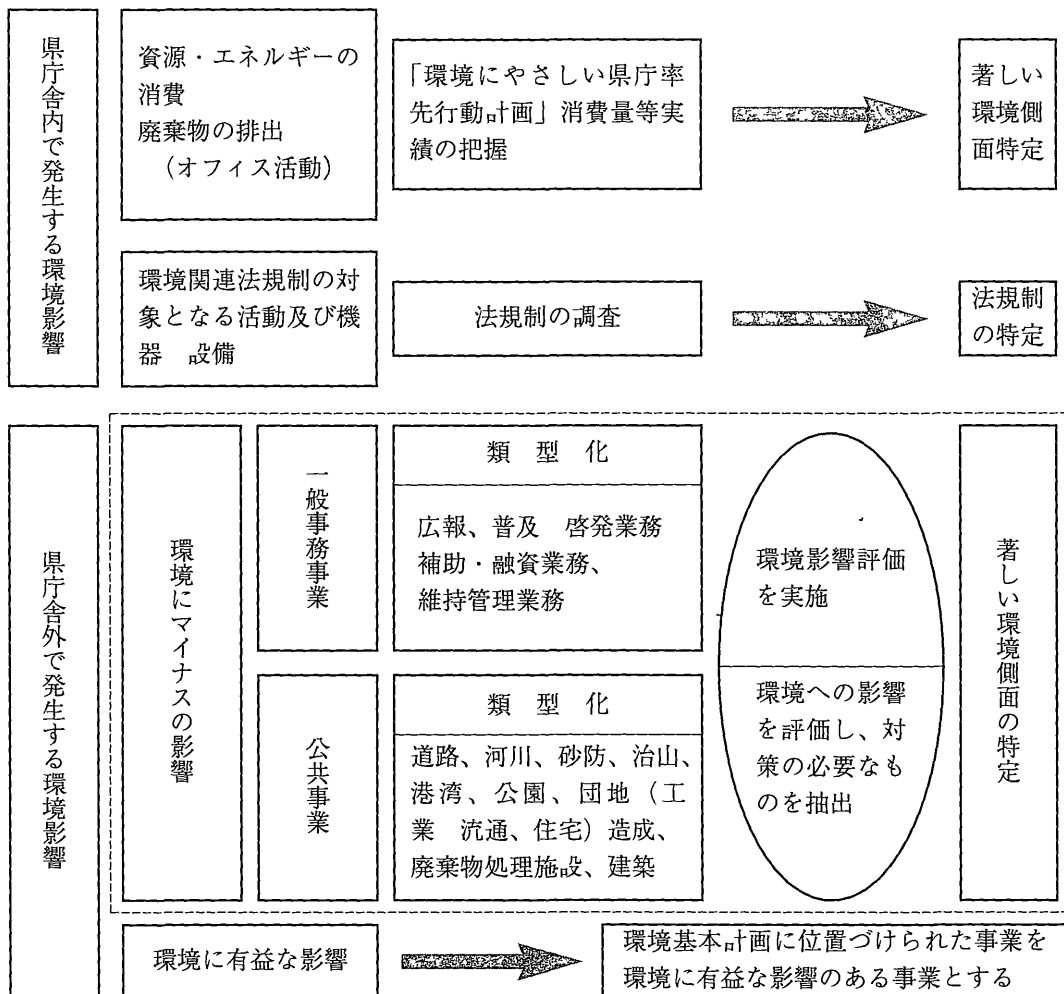 県庁舎内で発生する環境影響
資源・エネルギーの
消費
廃棄物の排出
(オフィス活動)
「環境にやさしい県庁率
先行動計画」消費量等実
績の把握
著しい
環境側
面特定
環境関連法規制の対
象となる活動及び機
器 設備
法規制の調査
法規制
の特定
県庁舎外で発生する環境影響
環境にマイナスの影響
一般事務事業
類 型 化
広報、普及 啓発業務
補助・融資業務、
維持管理業務
公共事業
類 型 化
道路、河川、砂防、治山、
港湾、公園、団地(工
業 流通、住宅)造成、
廃棄物処理施設、建築
環境影響評価
を実施
環境への影響
を評価し、対
策の必要なも
のを抽出
著しい環境側面の特定
環境に有益な影響
環境基本計画に位置づけられた事業を
環境に有益な影響のある事業とする